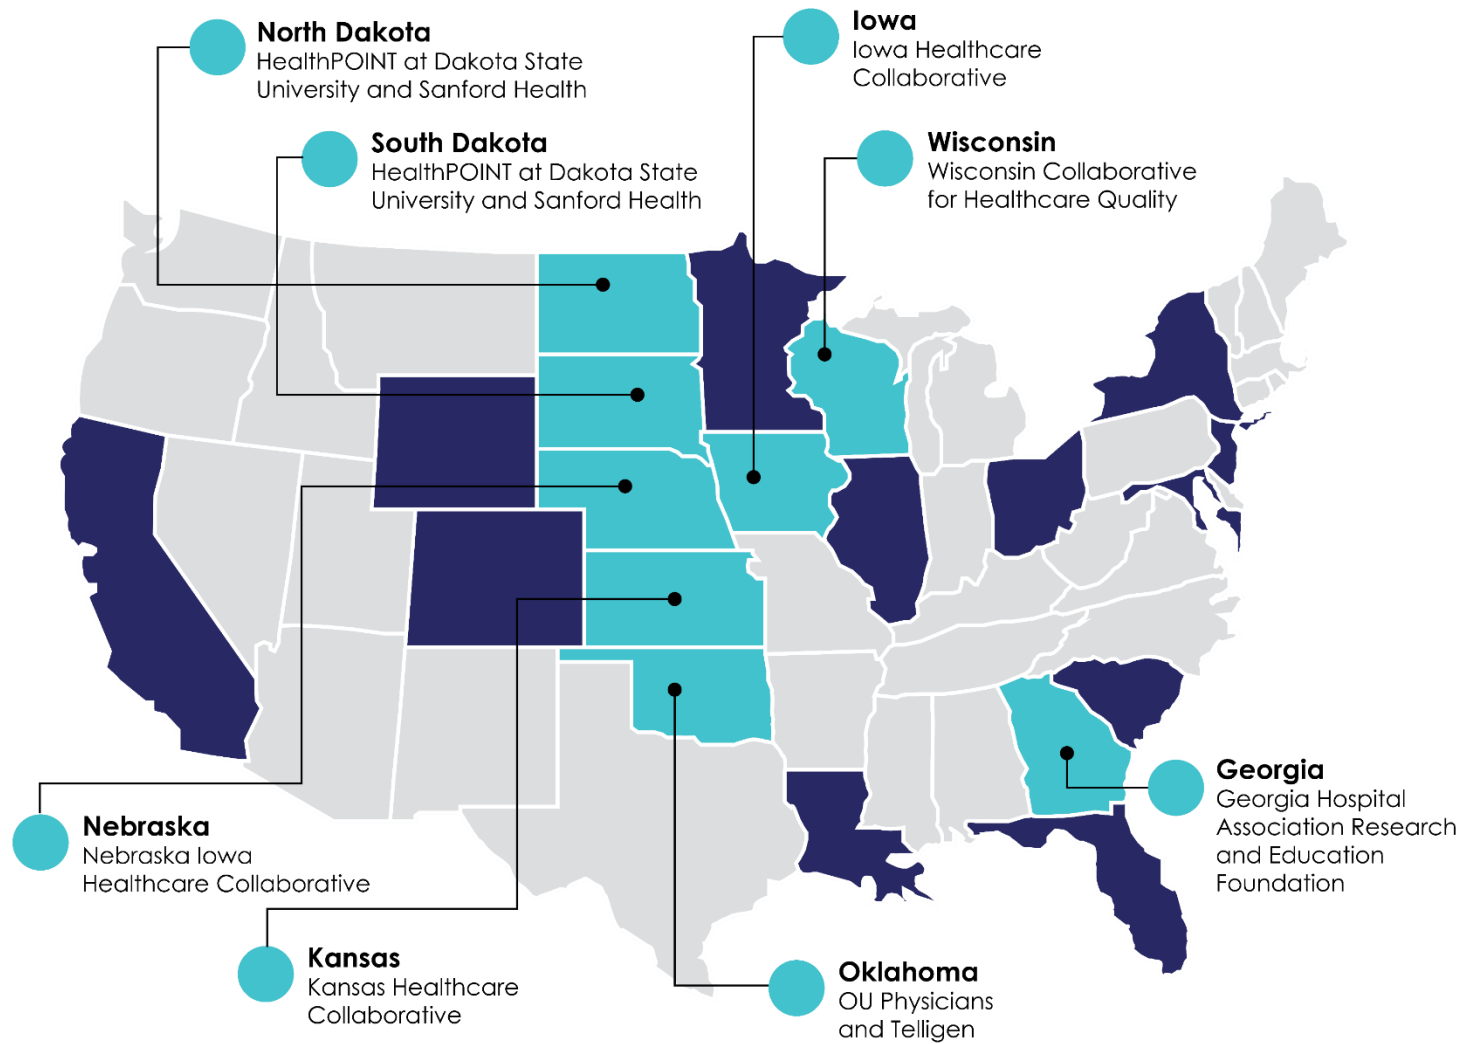 North Dakota
HealthPOINT at Dakota State
University and Sanford Health
Iowa
Iowa Healthcare
Collaborative
South Dakota
HealthPOINT at Dakota State
University and Sanford Health
Wisconsin
Wisconsin Collaborative
for Healthcare Quality
Georgia
Georgia Hospital
Association Research
and Education
Foundation
Nebraska
Nebraska Iowa
Healthcare Collaborative
Kansas
Kansas Healthcare
Collaborative
Oklahoma
OU Physicians
and Telligen